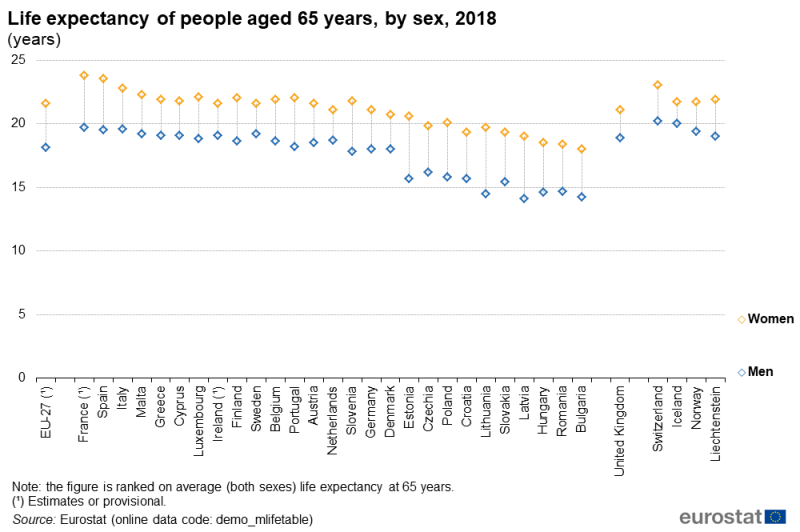 Life expectancy of people aged 65 years, by sex, 2018
(years)
25
20
15
10
5
0
Women
Men
EU-27 (¹)
France (¹)
Spain
Italy
Malta
Greece
Cyprus
Luxembourg
Ireland (¹)
Finland
Sweden
Belgium
Portugal
Austria
Netherlands
Slovenia
Germany
Denmark
Estonia
Czechia
Poland
Croatia
Lithuania
Slovakia
Latvia
Hungary
Romania
Bulgaria
United Kingdom
Switzerland
Iceland
Norway
Liechtenstein
Note: the figure is ranked on average (both sexes) life expectancy at 65 years.
(¹) Estimates or provisional.
Source: Eurostat (online data code: demo_mlifetable)
eurostat